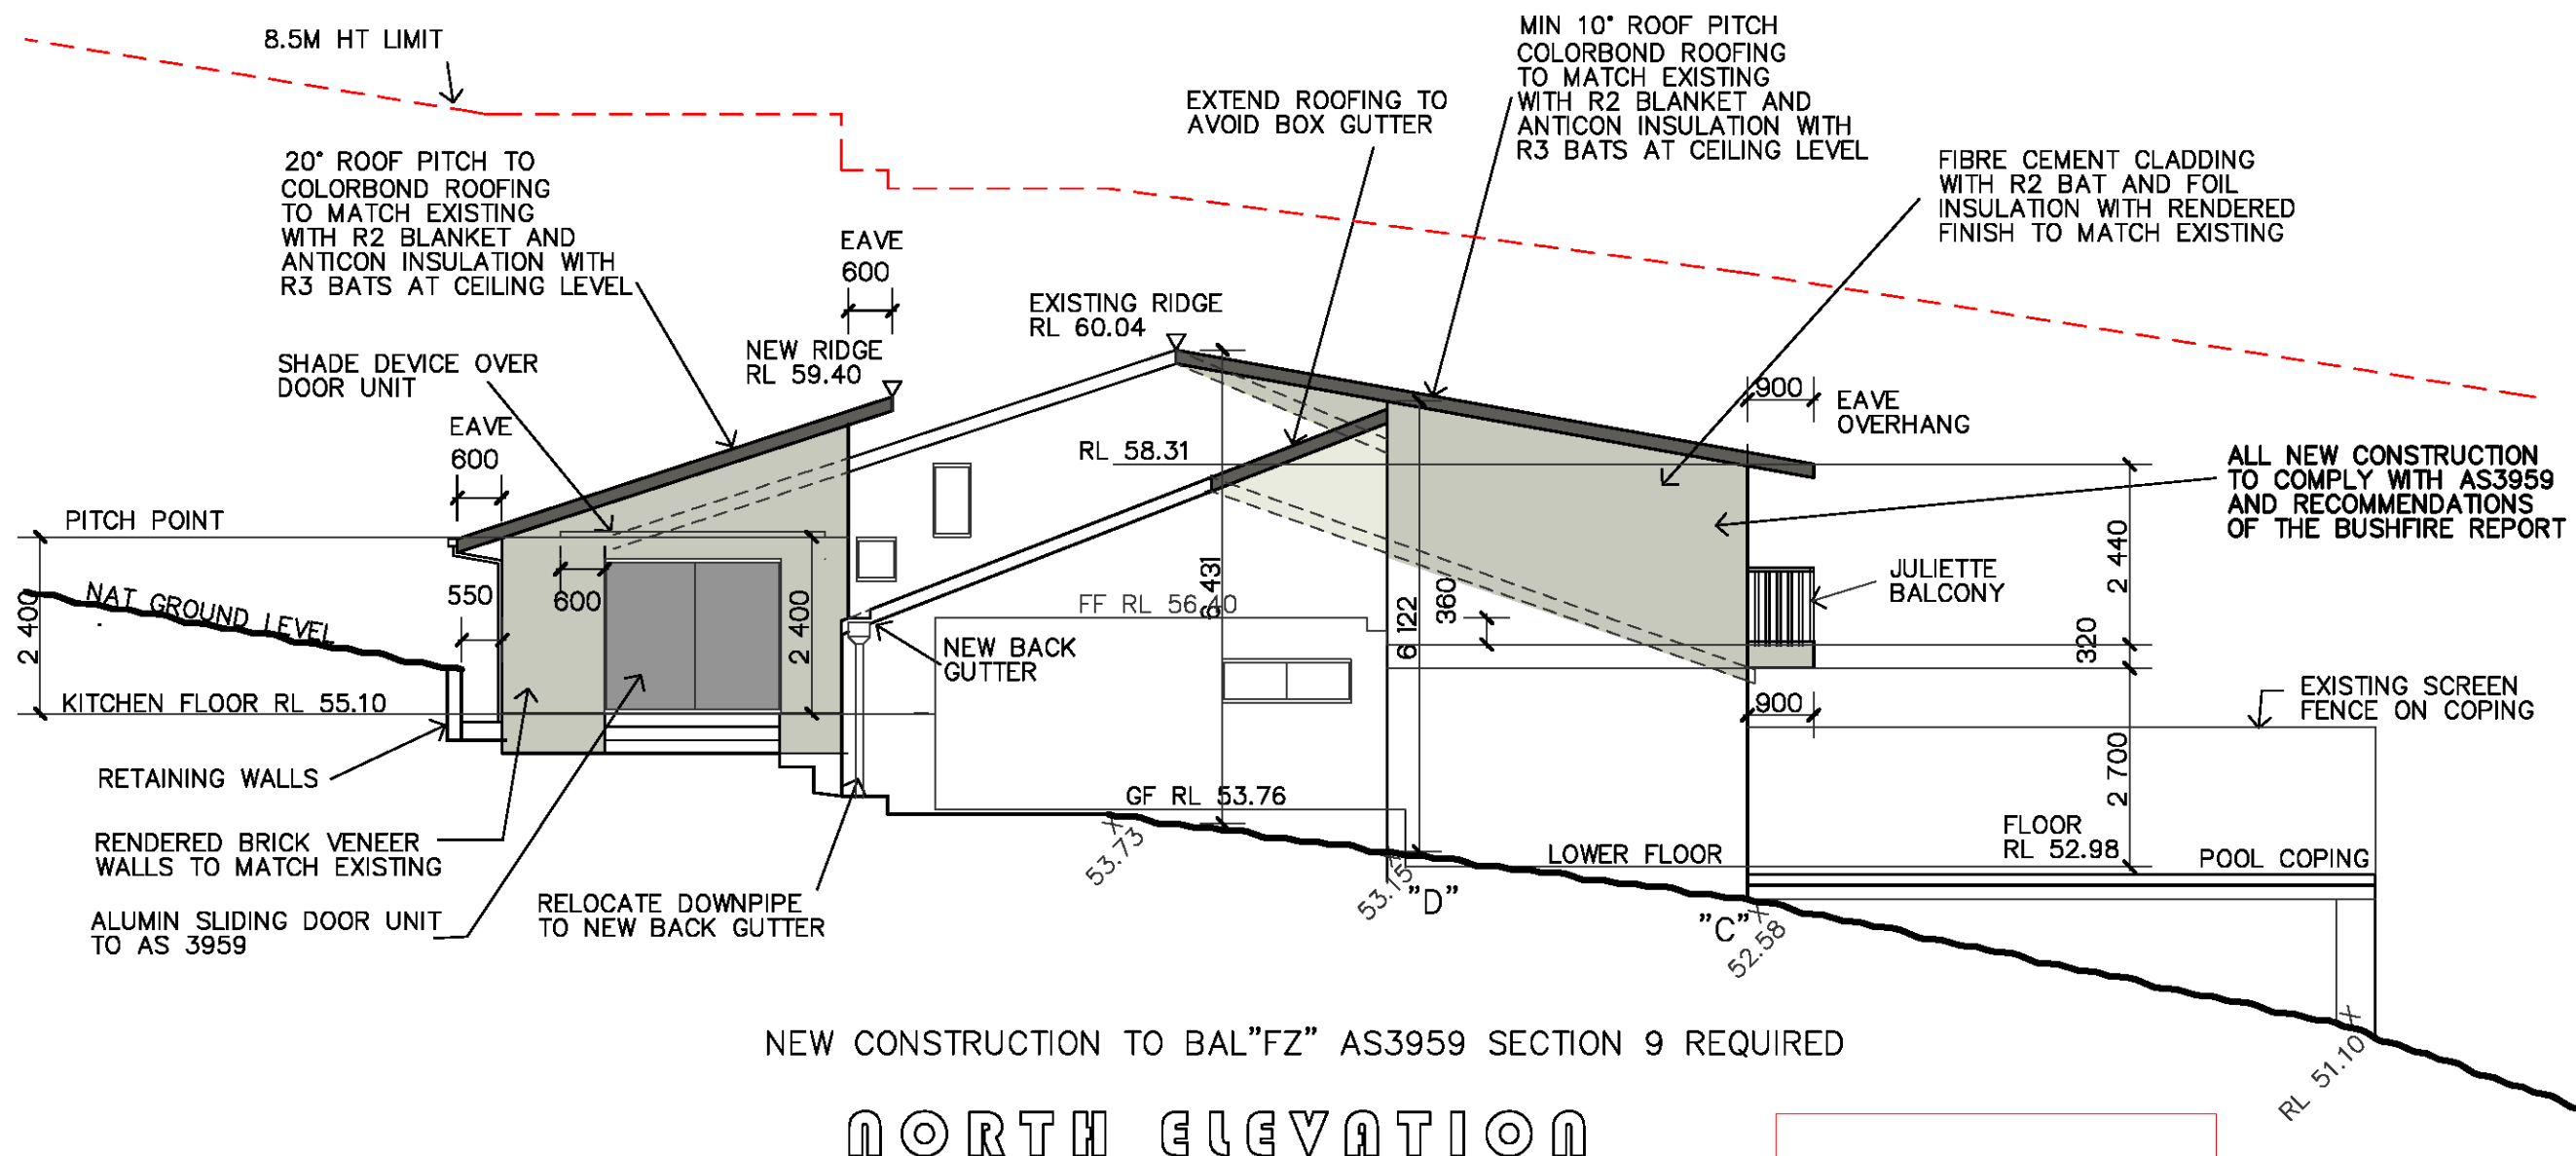 8.5M HT LIMIT
20° ROOF PITCH TO
COLORBOND ROOFING
TO MATCH EXISTING
WITH R2 BLANKET AND
ANTICON INSULATION WITH
R3 BATS AT CEILING LEVEL
EAVE
600
EXISTING RIDGE
RL 60.04
NEW RIDGE
RL 59.40
EXTEND ROOFING TO
AVOID BOX GUTTER
MIN 10° ROOF PITCH
COLORBOND ROOFING
TO MATCH EXISTING
WITH R2 BLANKET AND
ANTICON INSULATION WITH
R3 BATS AT CEILING LEVEL
FIBRE CEMENT CLADDING
WITH R2 BAT AND FOIL
INSULATION WITH RENDERED
FINISH TO MATCH EXISTING
SHADE DEVICE OVER
DOOR UNIT
EAVE
600
900
EAVE
OVERHANG
RL 58.31
ALL NEW CONSTRUCTION
TO COMPLY WITH AS3959
AND RECOMMENDATIONS
OF THE BUSHFIRE REPORT
PITCH POINT
NAT GROUND LEVEL
2 400
550
600
2 400
FF RL 56.40
6 431
6 122
360
JULIETTE
BALCONY
2 440
320
NEW BACK
GUTTER
KITCHEN FLOOR RL 55.10
900
EXISTING SCREEN
FENCE ON COPING
2 700
RETAINING WALLS
GF RL 53.76
RENDERED BRICK VENEER
WALLS TO MATCH EXISTING
53.73
53.15
"D"
LOWER FLOOR
FLOOR
RL 52.98
POOL COPING
ALUMIN SLIDING DOOR UNIT
TO AS 3959
RELOCATE DOWNPIPE
TO NEW BACK GUTTER
"C"
52.58
RL 51.10
NEW CONSTRUCTION TO BAL"FZ" AS3959 SECTION 9 REQUIRED
NORTH ELEVATION